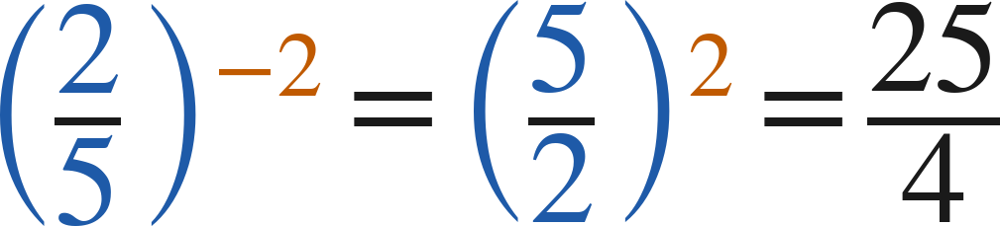 (2/5)⁻² = (5/2)² = 25/4